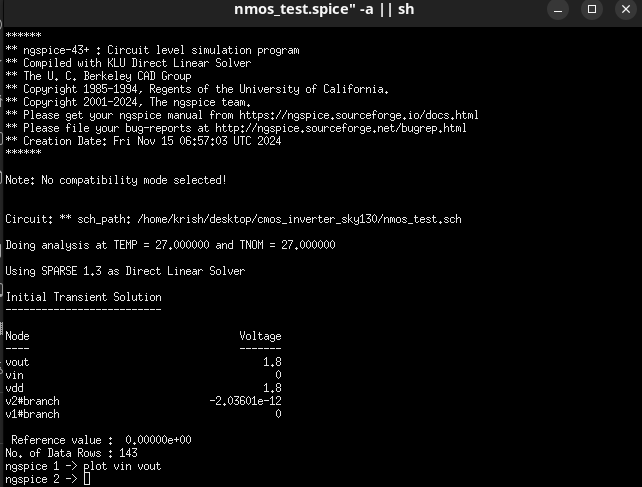 nmos_test.spice" -a || sh
******
** ngspice-43+ : Circuit level simulation program
** Compiled with KLU Direct Linear Solver
** The U. C. Berkeley CAD Group
** Copyright 1985-1994, Regents of the University of California.
** Copyright 2001-2024, The ngspice team.
** Please get your ngspice manual from https://ngspice.sourceforge.io/docs.html
** Please file your bug-reports at http://ngspice.sourceforge.net/bugrep.html
** Creation Date: Fri Nov 15 06:57:03 UTC 2024
******
Note: No compatibility mode selected!
Circuit: ** sch_path: /home/krish/desktop/cmos_inverter_sky130/nmos_test.sch
Doing analysis at TEMP = 27.000000 and TNOM = 27.000000
Using SPARSE 1.3 as Direct Linear Solver
Initial Transient Solution
--------------------------
Node Voltage
---- -------
vout 1.8
vin 0
vdd 1.8
v2#branch -2.03601e-12
v1#branch 0
Reference value : 0.00000e+00
No. of Data Rows : 143
ngspice 1 -> plot vin vout
ngspice 2 ->